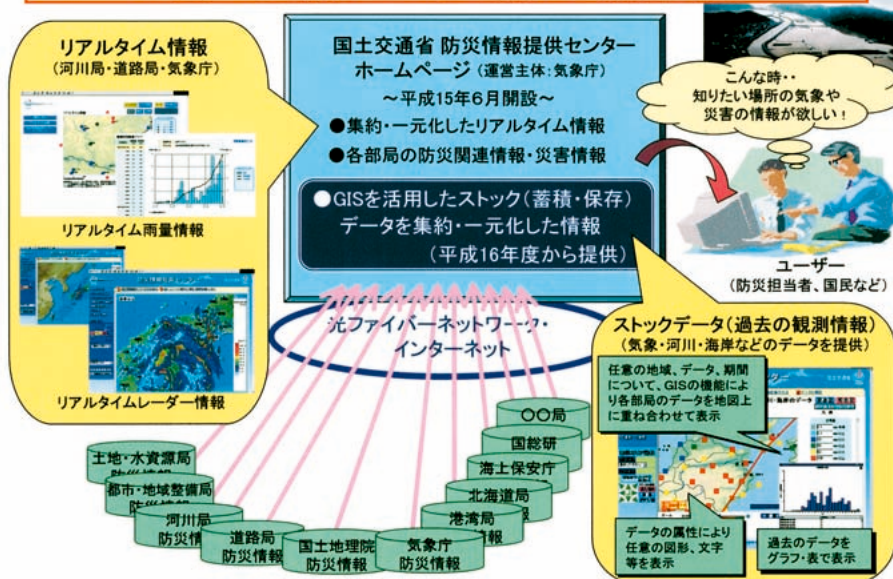 リアルタイム情報
(河川局・道路局・気象庁)
リアルタイム雨量情報
リアルタイムレーダー情報
国土交通省 防災情報提供センター
ホームページ (運営主体:気象庁)
～平成15年6月開設～
●集約・一元化したリアルタイム情報
●各部局の防災関連情報・災害情報
●GISを活用したストック(蓄積・保存)
データを集約・一元化した情報
(平成16年度から提供)
こんな時・・
知りたい場所の気象や
災害の情報が欲しい！
ユーザー
(防災担当者、国民など)
光ファイバーネットワーク・
インターネット
ストックデータ(過去の観測情報)
(気象・河川・海岸などのデータを提供)
任意の地域、データ、期間
について、GISの機能により
各部局のデータを地図上
に重ね合わせて表示
データの属性により
任意の図形、文字
等を表示
過去のデータを
グラフ・表で表示
〇〇局
国総研
海上保安庁
北海道局
港湾局
気象庁
防災情報
国土地理院
防災情報
道路局
防災情報
河川局
防災情報
都市・地域整備局
防災情報
土地・水資源局
防災情報